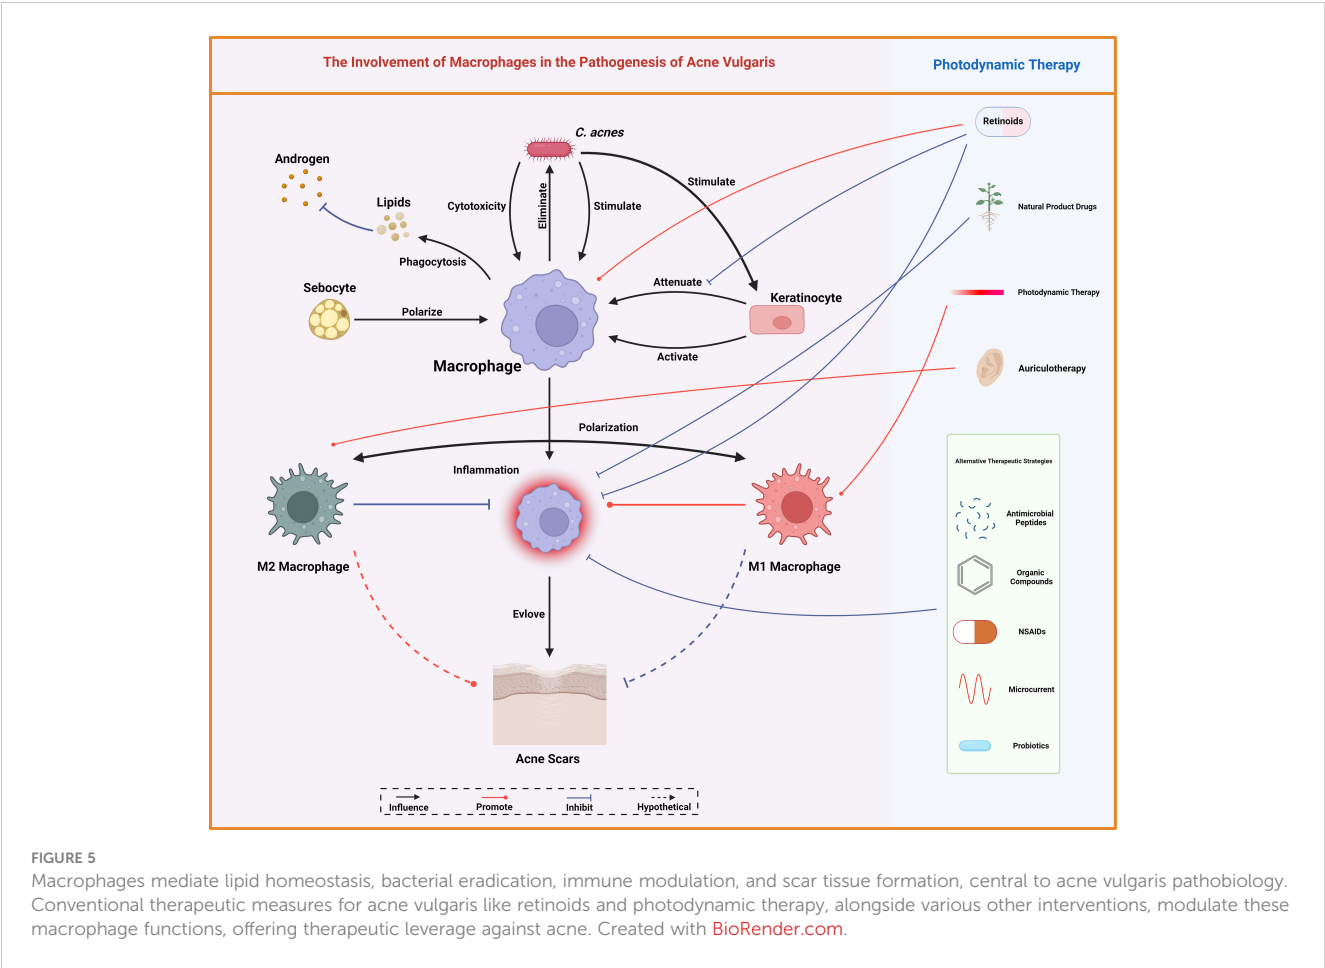 The Involvement of Macrophages in the Pathogenesis of Acne Vulgaris
Photodynamic Therapy
C. acnes
Retinoids
Androgen
Stimulate
Lipids
Cytotoxicity
Eliminate
Stimulate
Natural Product Drugs
Phagocytosis
Sebocyte
Attenuate
Keratinocyte
Photodynamic Therapy
Polarize
Macrophage
Activate
Auriculotherapy
Polarization
Inflammation
Alternative Therapeutic Strategies
Antimicrobial
Peptides
M2 Macrophage
M1 Macrophage
Organic
Compounds
Evlove
NSAIDs
Microcurrent
Probiotics
Acne Scars
Influence
Promote
Inhibit
Hypothetical
FIGURE 5
Macrophages mediate lipid homeostasis, bacterial eradication, immune modulation, and scar tissue formation, central to acne vulgaris pathobiology.
Conventional therapeutic measures for acne vulgaris like retinoids and photodynamic therapy, alongside various other interventions, modulate these
macrophage functions, offering therapeutic leverage against acne. Created with BioRender.com.